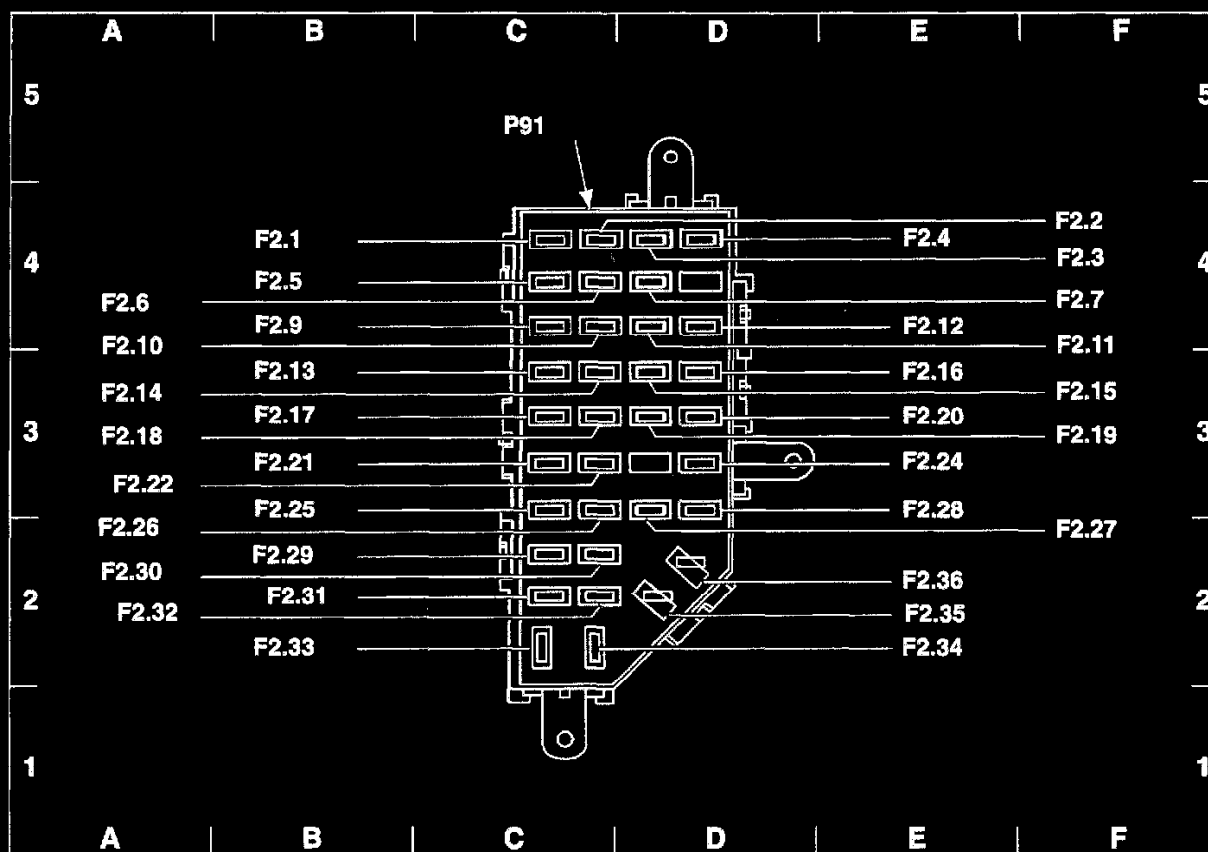 A B C D E F
5 5
P91
F2.2
F2.1 F2.4
F2.3
4 4
F2.5
F2.6 F2.7
F2.9 F2.12
F2.10 F2.11
F2.13 F2.16
F2.14 F2.15
F2.17 F2.20
3 3
F2.18 F2.19
F2.21 F2.24
F2.22
F2.25 F2.28
F2.26 F2.27
F2.29
F2.30 F2.36
F2.31
2 2
F2.32 F2.35
F2.33 F2.34
1 1
A B C D E F